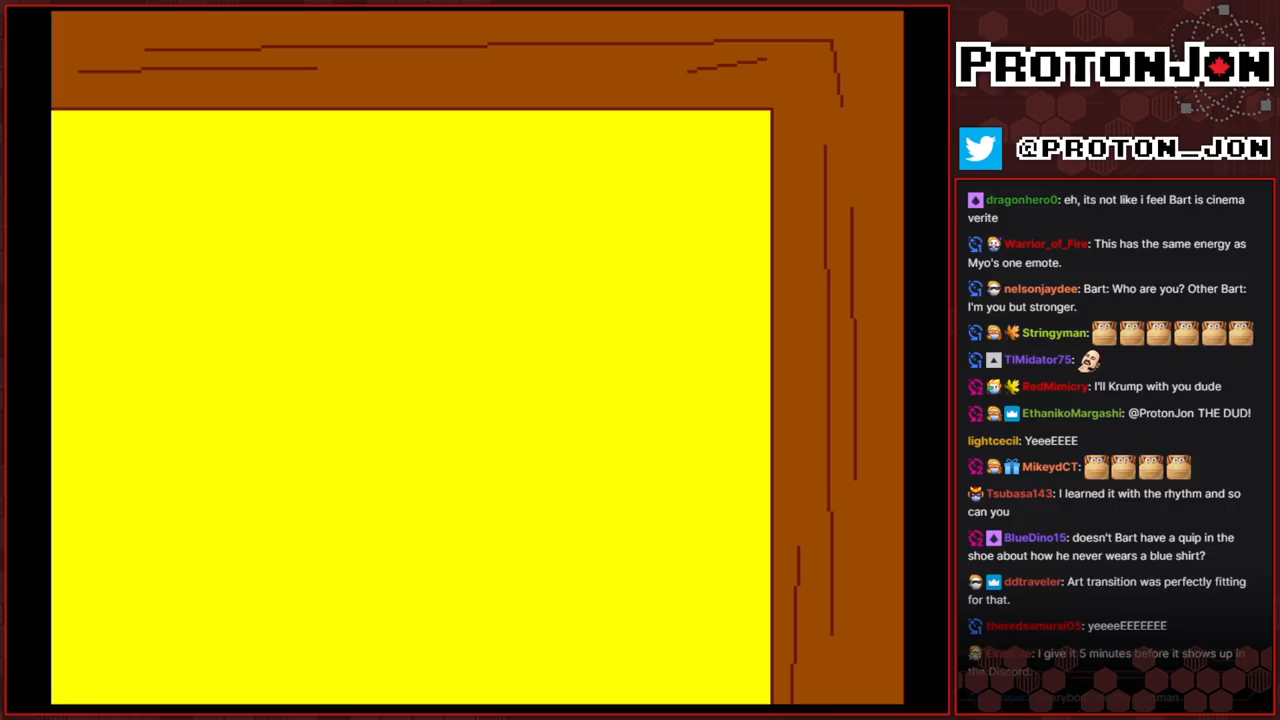 PROTONJON
@PROTON_JON
dragonhero0: eh, its not like i feel Bart is cinema
verite
Warrior_of_Fire: This has the same energy as
Myo's one emote.
nelsonjaydee: Bart: Who are you? Other Bart:
I'm you but stronger.
Stringyman:
TIMidator75:
RedMimicry: I'll Krump with you dude
EthanikoMargashi: @ProtonJon THE DUD!
lightcecil: YeeeEEEE
MikeydCT:
Tsubasa143: I learned it with the rhythm and so
can you
BlueDino15: doesn't Bart have a quip in the
shoe about how he never wears a blue shirt?
ddtraveler: Art transition was perfectly fitting
for that.
theredsamurai05: yeeeeEEEEEEE
I give it 5 minutes before it shows up in
the Discord.